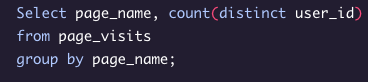 Select page_name, count(distinct user_id)
from page_visits
group by page_name;